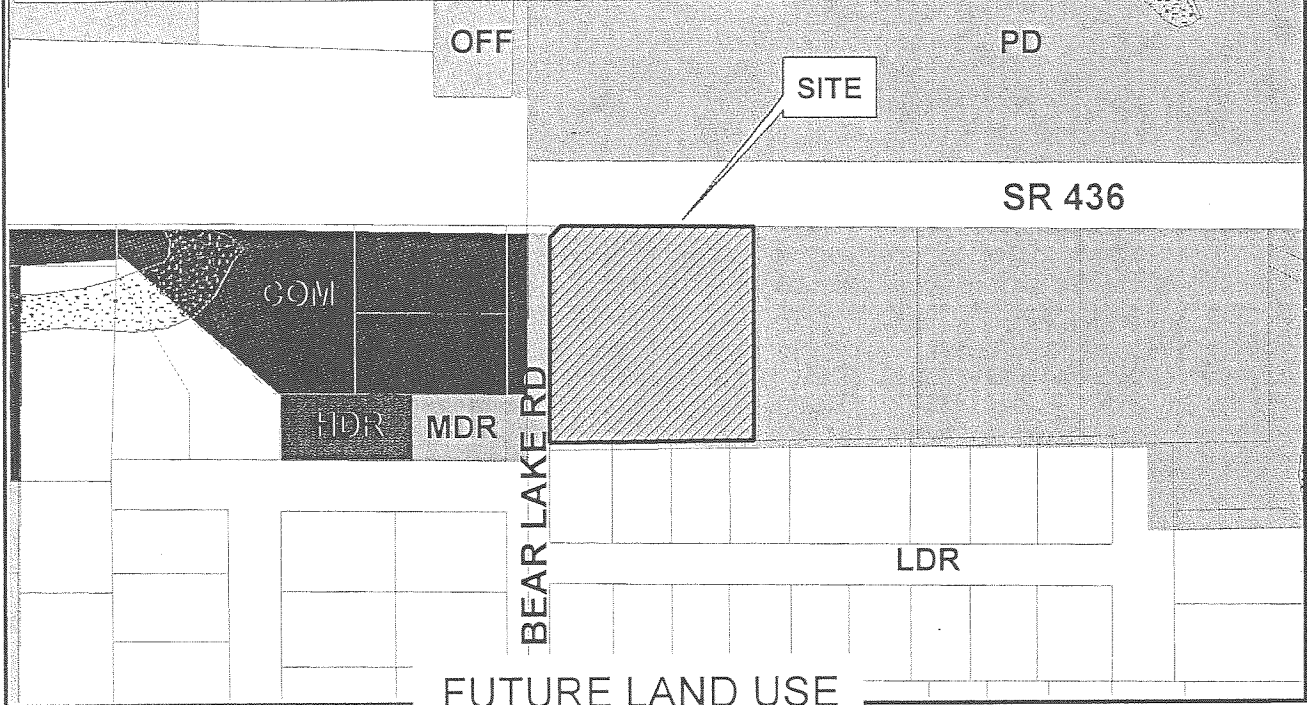 OFF
PD
SITE
SR 436
COM
HDR
MDR
BEAR LAKE RD
LDR
FUTURE LAND USE